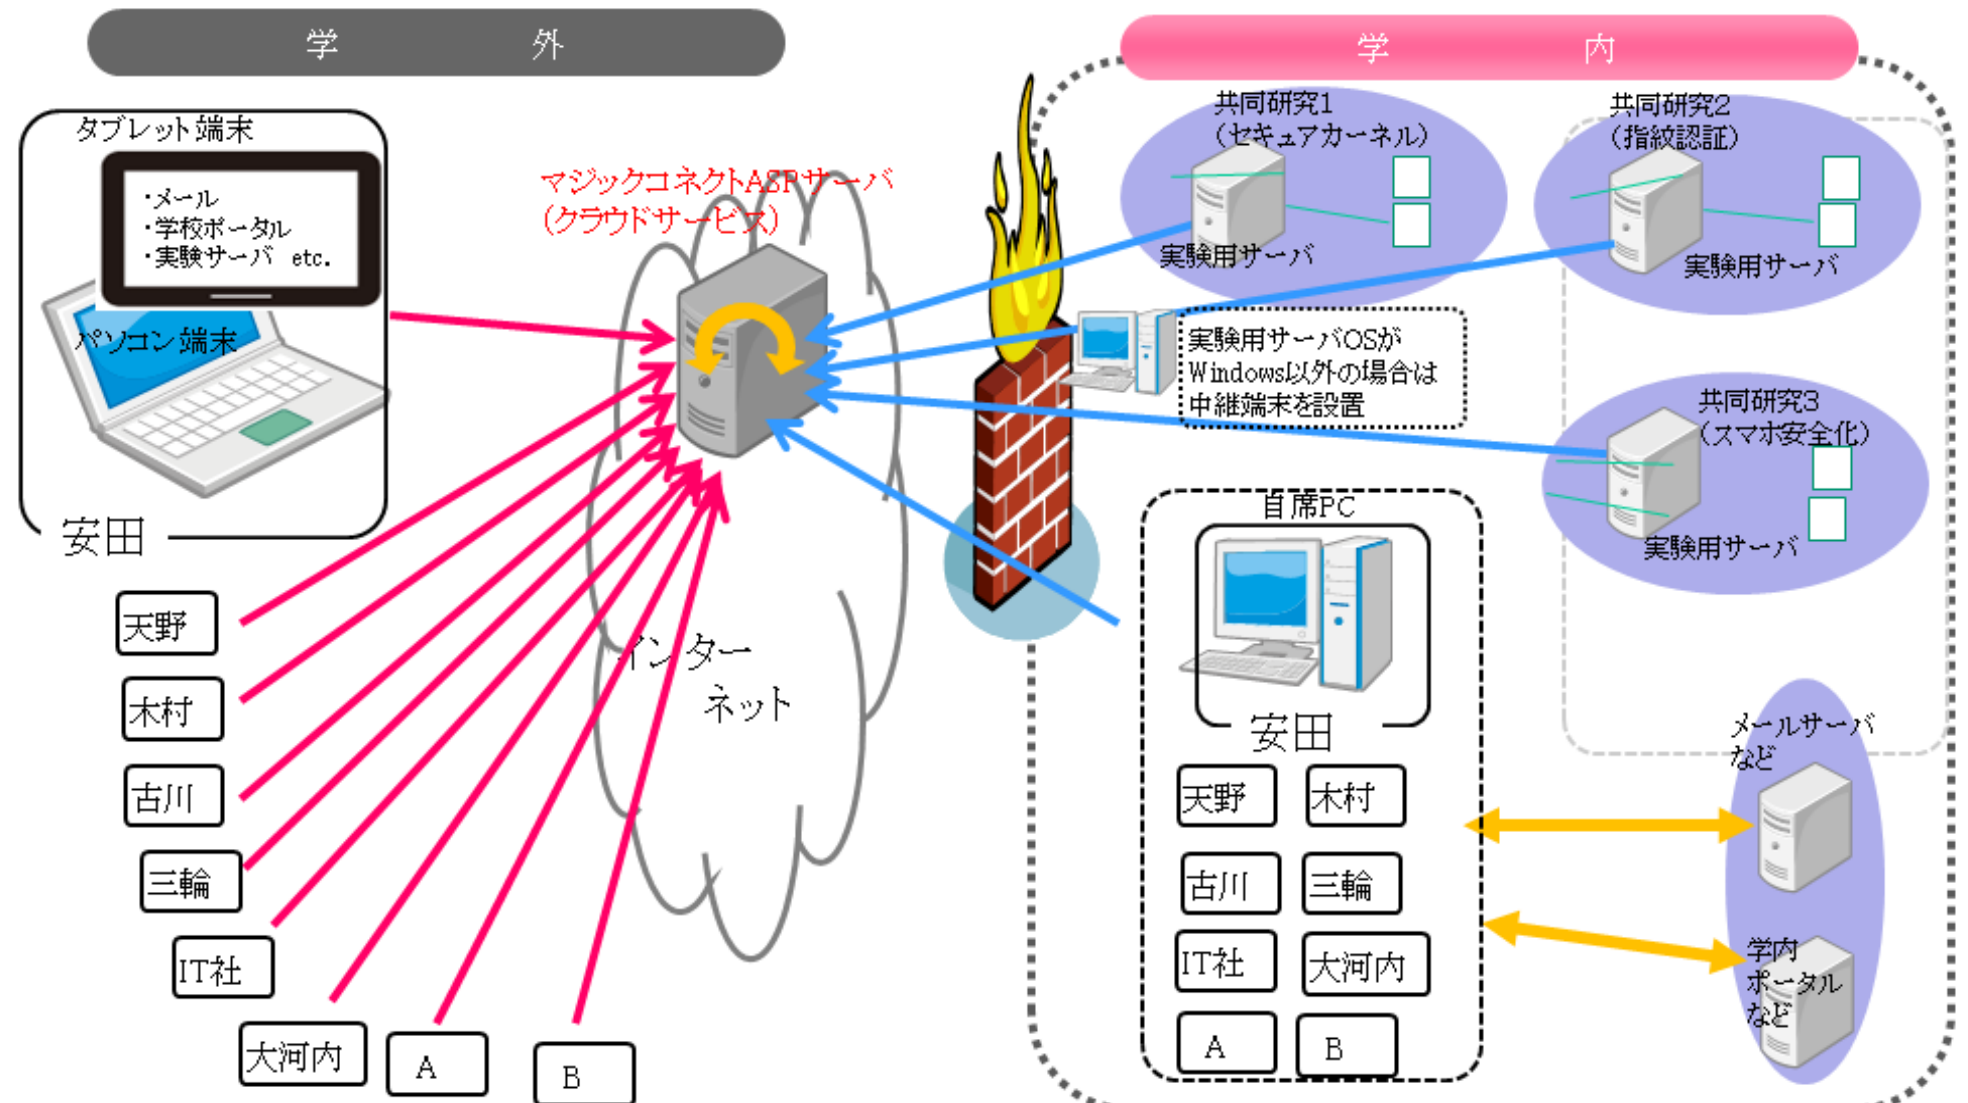 学 外
学 内
タブレット端末
・メール
・学校ポータル
・実験サーバ etc.
パソコン端末
安田
天野
木村
古川
三輪
IT社
大河内
A
B
マジックコネクトASPサーバ
(クラウドサービス)
インター
ネット
共同研究1
(セキュアカーネル)
実験用サーバ
共同研究2
(指紋認証)
実験用サーバ
実験用サーバOSが
Windows以外の場合は
中継端末を設置
共同研究3
(スマホ安全化)
実験用サーバ
自席PC
安田
天野 木村
古川 三輪
IT社 大河内
A B
メールサーバ
など
学内
ポータル
など